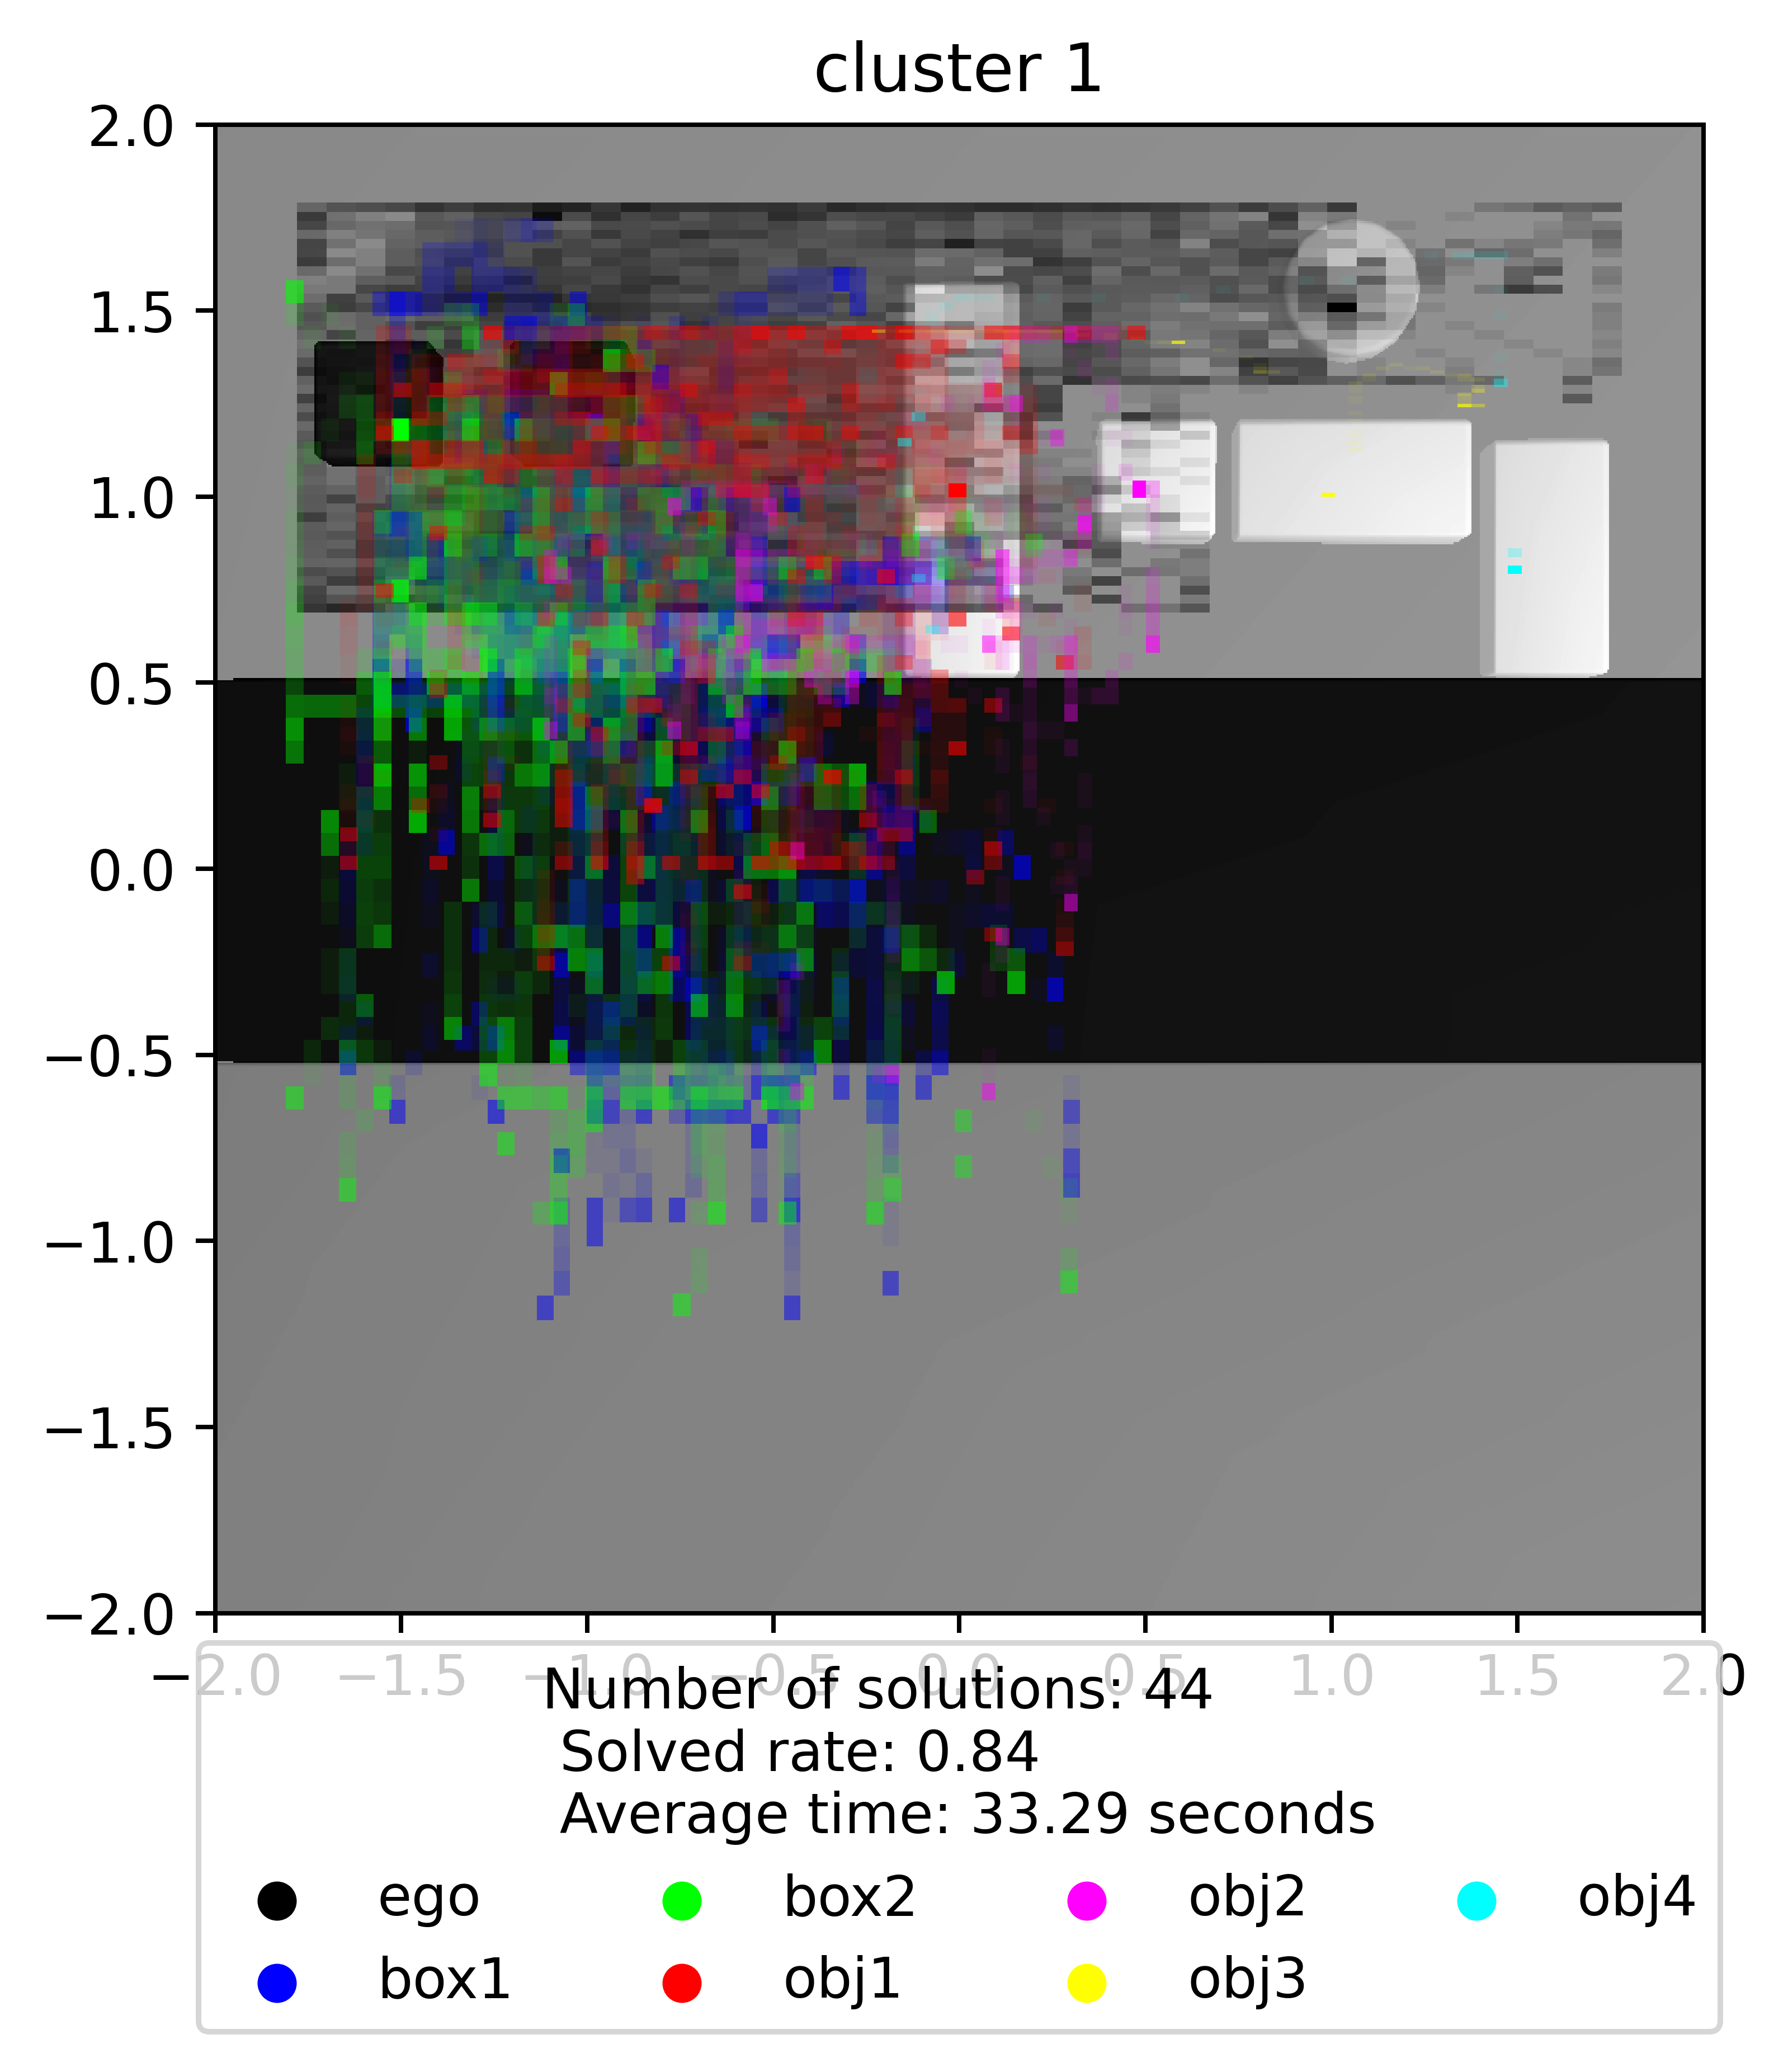 cluster 1
2.0
1.5
1.0
0.5
0.0
−0.5
−1.0
−1.5
−2.0
−2.0 −1.5 −1.0 −0.5 0.0 0.5 1.0 1.5 2.0
Number of solutions: 44
Solved rate: 0.84
Average time: 33.29 seconds
ego box2 obj2 obj4
box1 obj1 obj3